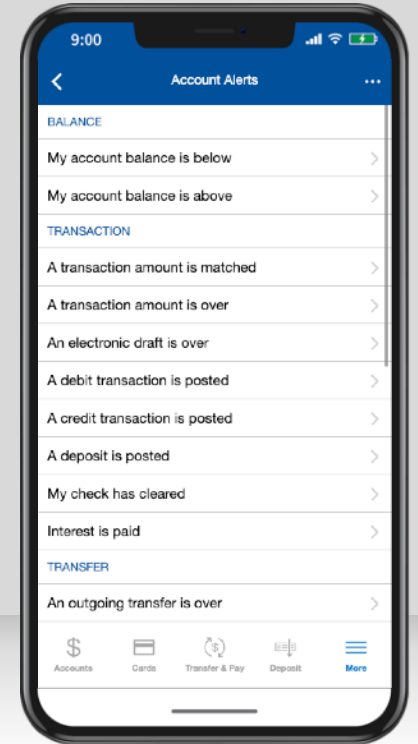 9:00
Account Alerts
BALANCE
My account balance is below
My account balance is above
TRANSACTION
A transaction amount is matched
A transaction amount is over
An electronic draft is over
A debit transaction is posted
A credit transaction is posted
A deposit is posted
My check has cleared
Interest is paid
TRANSFER
An outgoing transfer is over
Accounts Cards Transfer & Pay Deposit More